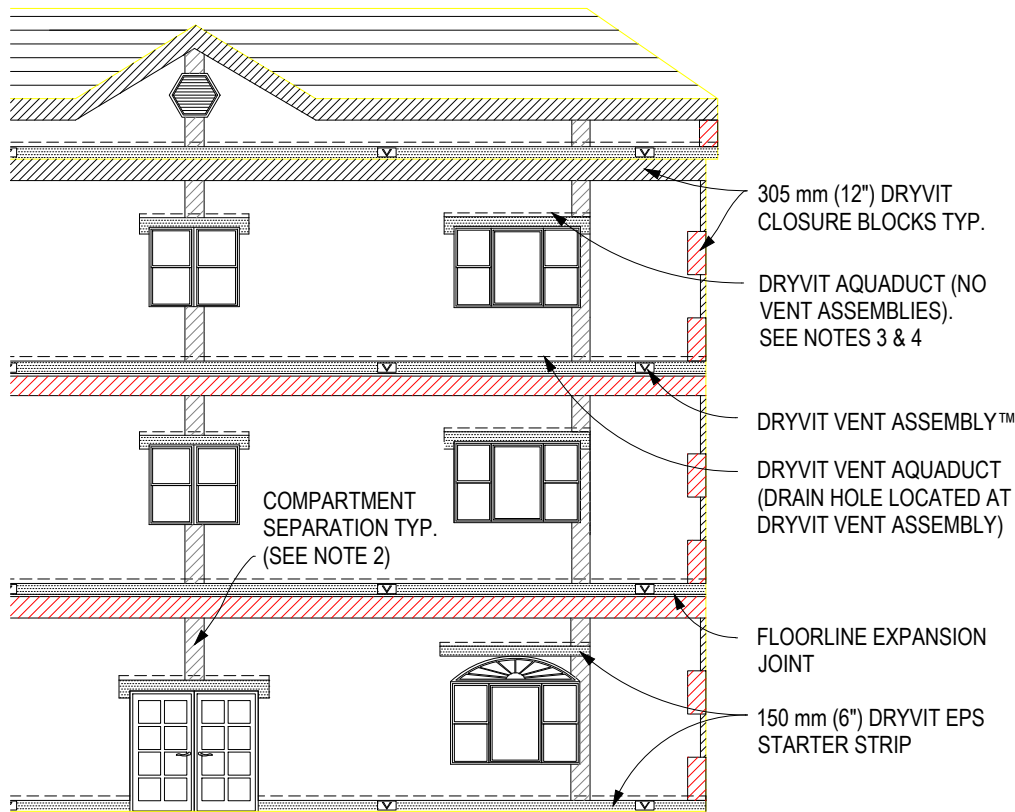 305 mm (12") DRYVIT
CLOSURE BLOCKS TYP.
DRYVIT AQUADUCT (NO
VENT ASSEMBLIES).
SEE NOTES 3 & 4
DRYVIT VENT ASSEMBLY™
DRYVIT VENT AQUADUCT
(DRAIN HOLE LOCATED AT
DRYVIT VENT ASSEMBLY)
COMPARTMENT
SEPARATION TYP.
(SEE NOTE 2)
FLOORLINE EXPANSION
JOINT
150 mm (6") DRYVIT EPS
STARTER STRIP